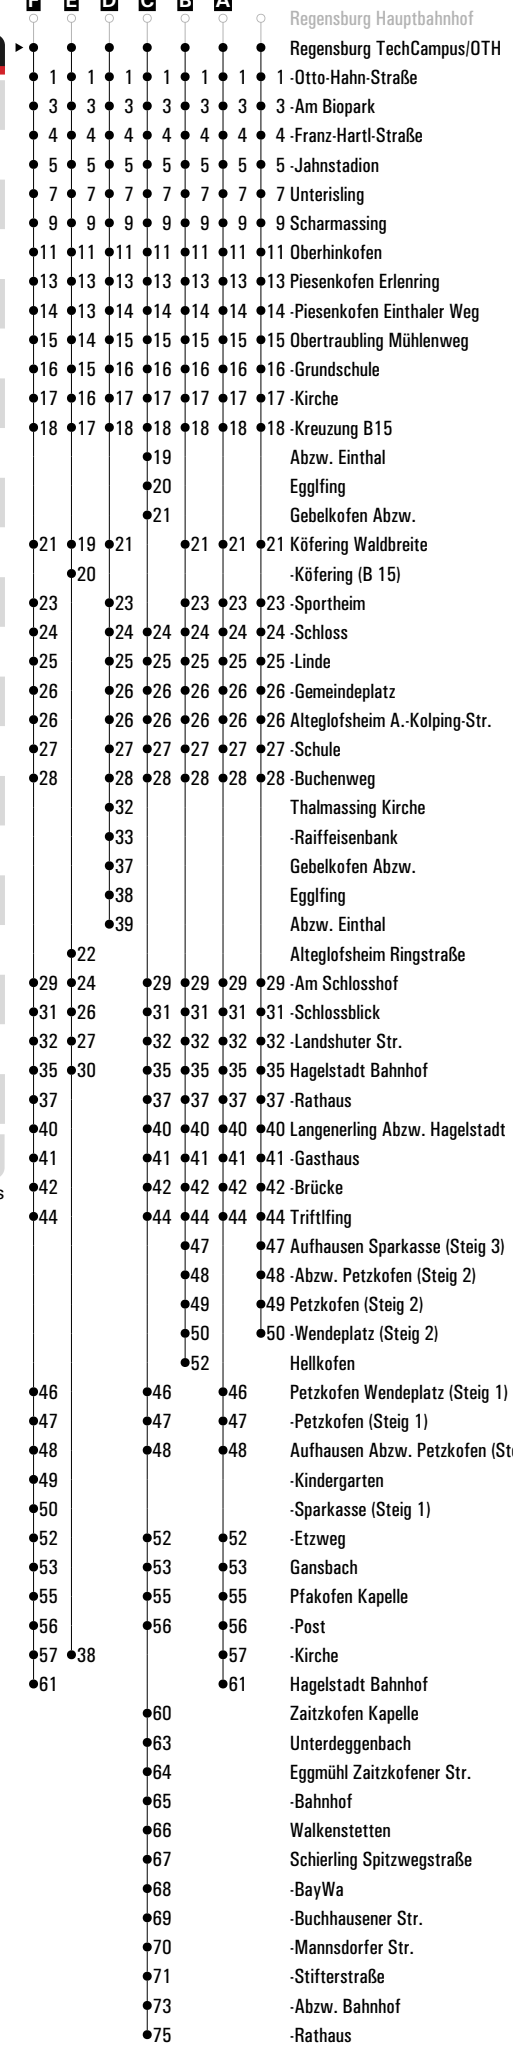 F E D C B A
Regensburg Hauptbahnhof
Regensburg TechCampus/OTH
1 1 1 1 1 1 1 -Otto-Hahn-Straße
3 3 3 3 3 3 3 -Am Biopark
4 4 4 4 4 4 4 -Franz-Hartl-Straße
5 5 5 5 5 5 5 -Jahnstadion
7 7 7 7 7 7 7 Unterisling
9 9 9 9 9 9 9 Scharmassing
11 11 11 11 11 11 11 Oberhinkofen
13 13 13 13 13 13 13 Piesenkofen Erlenring
14 13 14 14 14 14 14 -Piesenkofen Einthaler Weg
15 14 15 15 15 15 15 Obertraubling Mühlenweg
16 15 16 16 16 16 16 -Grundschule
17 16 17 17 17 17 17 -Kirche
18 17 18 18 18 18 18 -Kreuzung B15
19 Abzw. Einthal
20 Egglfing
21 Gebelkofen Abzw.
21 19 21 21 21 21 Köfering Waldbreite
20 -Köfering (B 15)
23 23 23 23 23 -Sportheim
24 24 24 24 24 24 -Schloss
25 25 25 25 25 25 -Linde
26 26 26 26 26 26 -Gemeindeplatz
26 26 26 26 26 26 Alteglofsheim A.-Kolping-Str.
27 27 27 27 27 27 -Schule
28 28 28 28 28 28 -Buchenweg
32 Thalmassing Kirche
33 -Raiffeisenbank
37 Gebelkofen Abzw.
38 Egglfing
39 Abzw. Einthal
22 Alteglofsheim Ringstraße
29 24 29 29 29 29 -Am Schlosshof
31 26 31 31 31 31 -Schlossblick
32 27 32 32 32 32 -Landshuter Str.
35 30 35 35 35 35 Hagelstadt Bahnhof
37 37 37 37 37 -Rathaus
40 40 40 40 40 Langenerling Abzw. Hagelstadt
41 41 41 41 41 -Gasthaus
42 42 42 42 42 -Brücke
44 44 44 44 44 Triftlfing
47 47 Aufhausen Sparkasse (Steig 3)
48 48 -Abzw. Petzkofen (Steig 2)
49 49 Petzkofen (Steig 2)
50 50 -Wendeplatz (Steig 2)
52 Hellkofen
46 46 46 Petzkofen Wendeplatz (Steig 1)
47 47 47 -Petzkofen (Steig 1)
48 48 48 Aufhausen Abzw. Petzkofen
49 -Kindergarten
50 -Sparkasse (Steig 1)
52 52 52 -Etzweg
53 53 53 Gansbach
55 55 55 Pfakofen Kapelle
56 56 56 -Post
57 38 57 -Kirche
61 61 Hagelstadt Bahnhof
60 Zaitzkofen Kapelle
63 Unterdeggenbach
64 Eggmühl Zaitzkofener Str.
65 -Bahnhof
66 Walkenstetten
67 Schierling Spitzwegstraße
68 -BayWa
69 -Buchhausener Str.
70 -Mannsdorfer Str.
71 -Stifterstraße
73 -Abzw. Bahnhof
75 -Rathaus